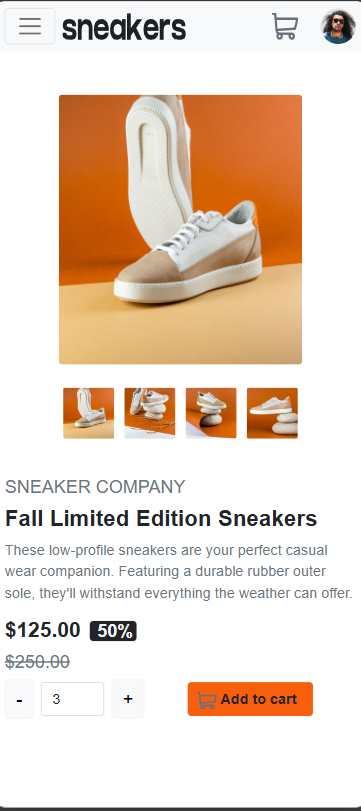 sneakers
SNEAKER COMPANY
Fall Limited Edition Sneakers
These low-profile sneakers are your perfect casual
wear companion. Featuring a durable rubber outer
sole, they'll withstand everything the weather can offer.
$125.00 50%
$250.00
- 3 + Add to cart